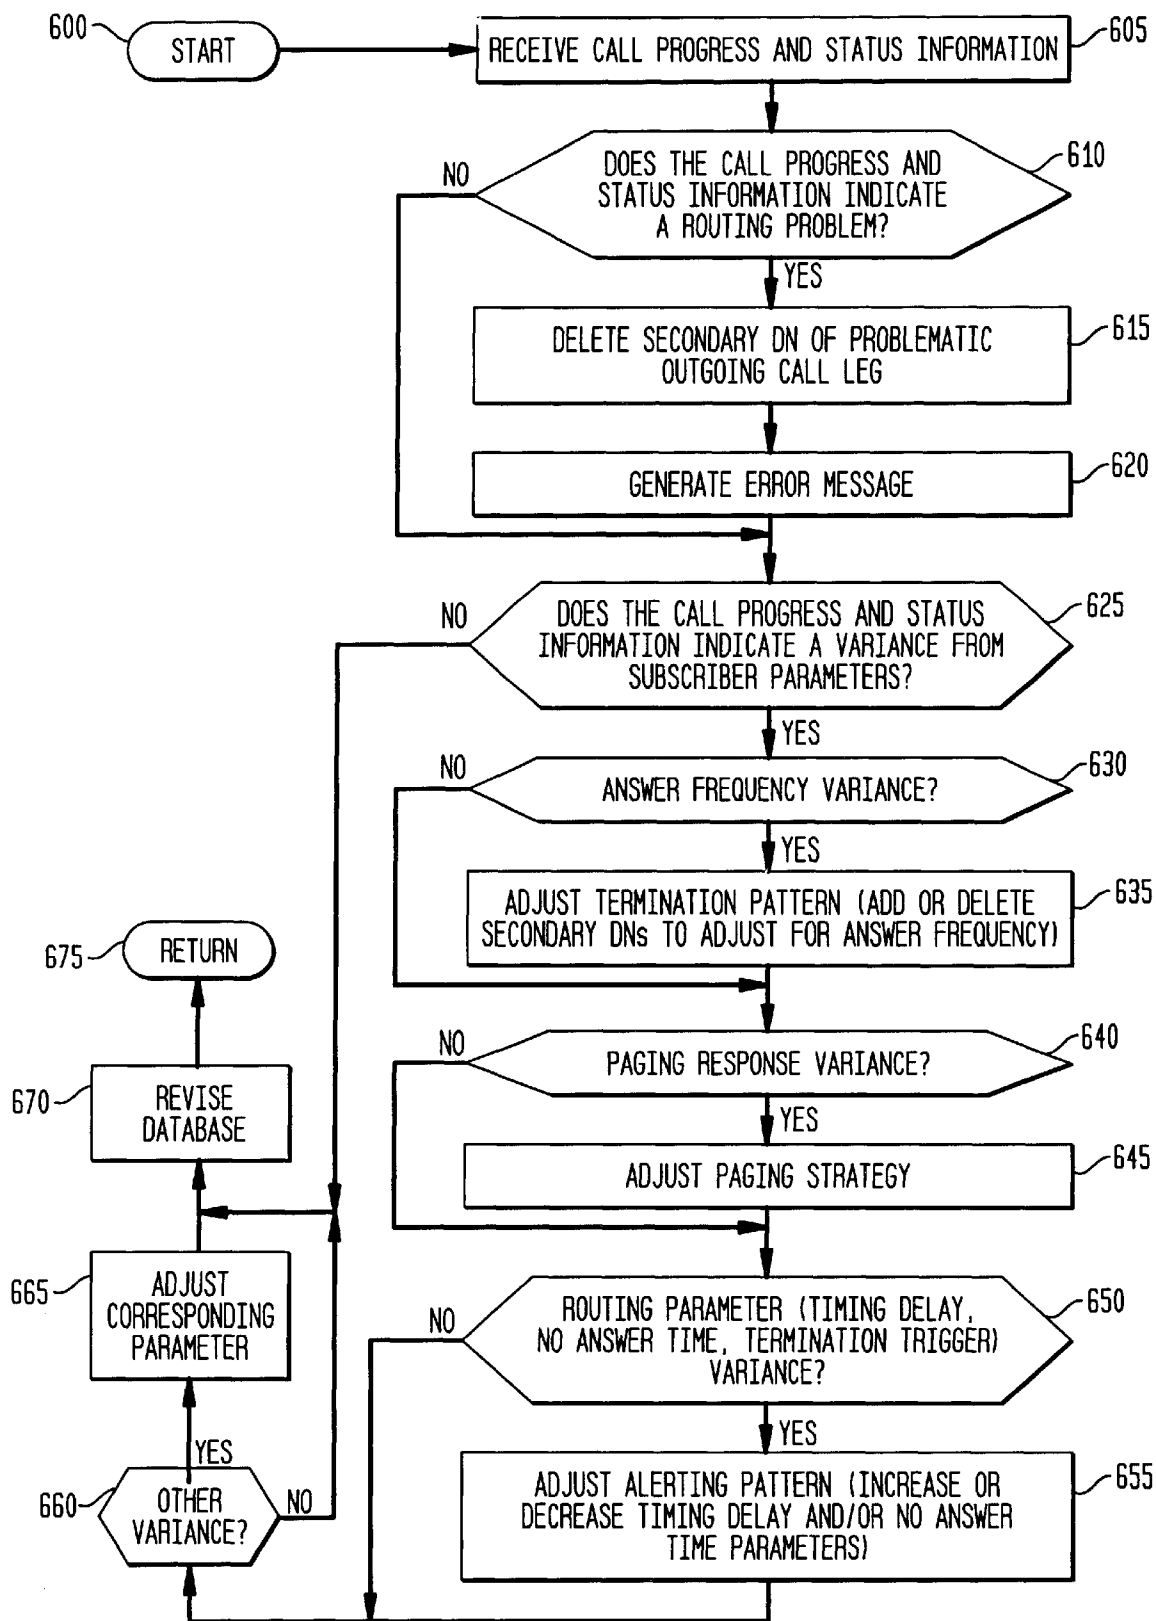 600
START
RECEIVE CALL PROGRESS AND STATUS INFORMATION
605
DOES THE CALL PROGRESS AND
STATUS INFORMATION INDICATE
A ROUTING PROBLEM?
610
NO
YES
DELETE SECONDARY DN OF PROBLEMATIC
OUTGOING CALL LEG
615
GENERATE ERROR MESSAGE
620
DOES THE CALL PROGRESS AND STATUS
INFORMATION INDICATE A VARIANCE FROM
SUBSCRIBER PARAMETERS?
625
NO
YES
ANSWER FREQUENCY VARIANCE?
630
NO
YES
ADJUST TERMINATION PATTERN (ADD OR DELETE
SECONDARY DNs TO ADJUST FOR ANSWER FREQUENCY)
635
PAGING RESPONSE VARIANCE?
640
NO
YES
ADJUST PAGING STRATEGY
645
ROUTING PARAMETER (TIMING DELAY,
NO ANSWER TIME, TERMINATION TRIGGER)
VARIANCE?
650
NO
YES
ADJUST ALERTING PATTERN (INCREASE OR
DECREASE TIMING DELAY AND/OR NO ANSWER
TIME PARAMETERS)
655
660
OTHER
VARIANCE?
NO
YES
665
ADJUST
CORRESPONDING
PARAMETER
670
REVISE
DATABASE
675
RETURN